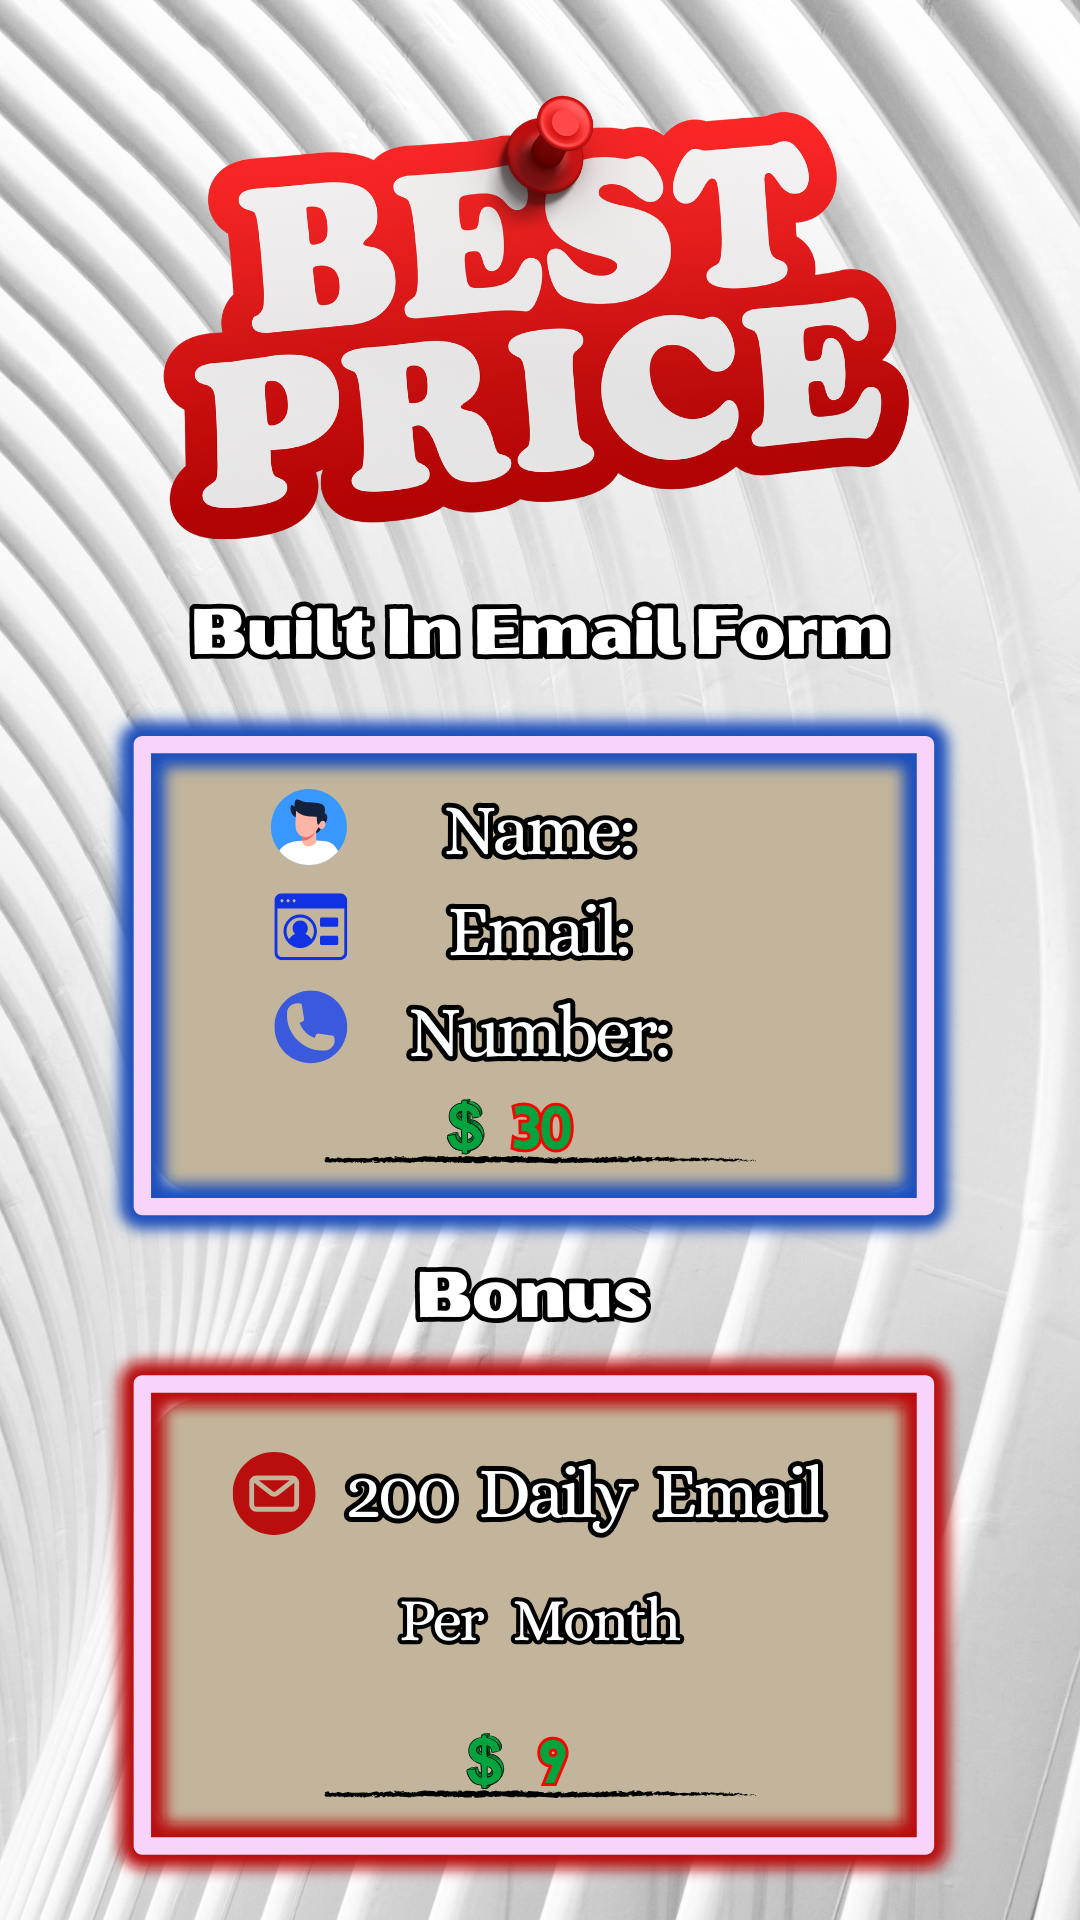 BEST
PRICE
Built In Email Form
Name:
Email:
Number:
$ 30
Bonus
200 Daily Email
Per Month
$ 9